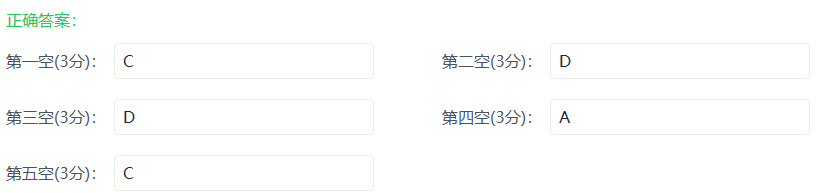 正确答案：
第一空(3分)： C 第二空(3分)： D
第三空(3分)： D 第四空(3分)： A
第五空(3分)： C